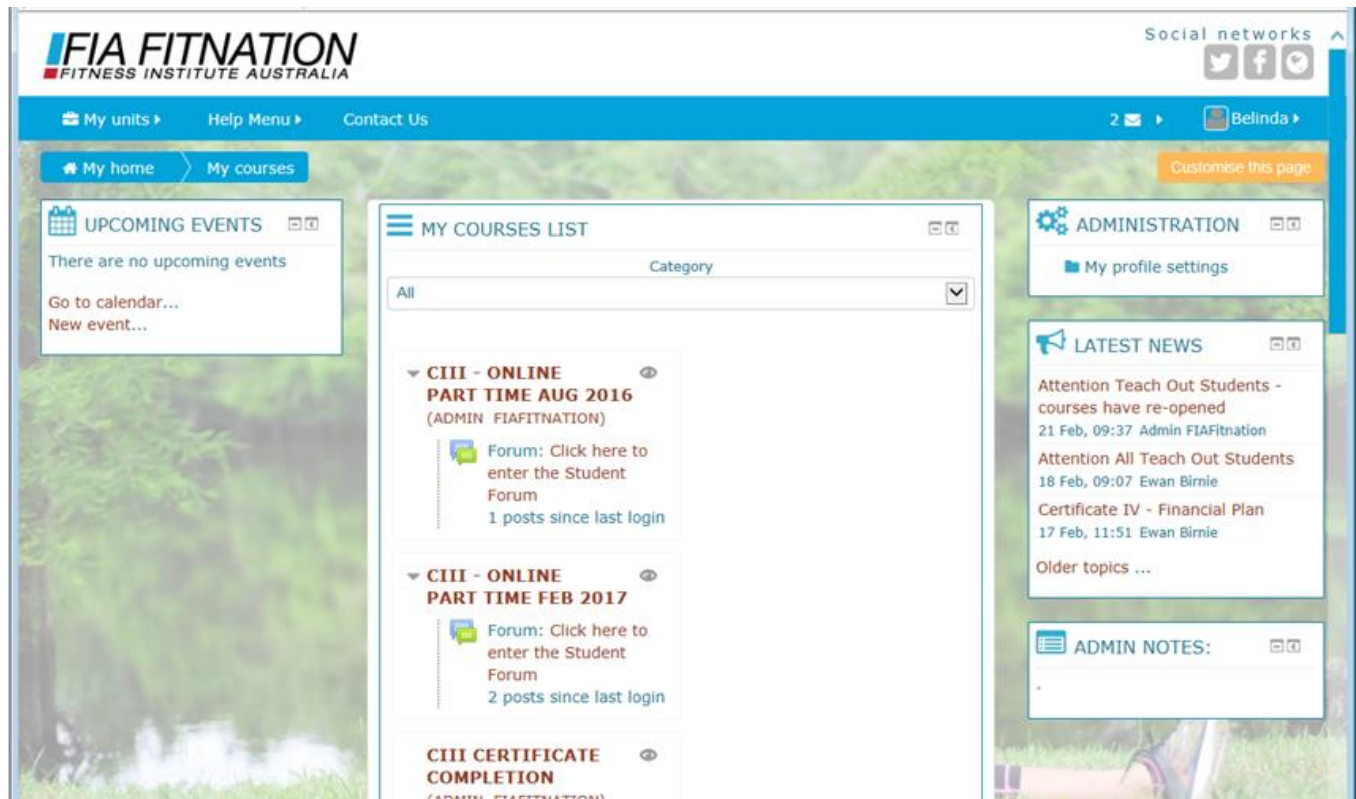 FIA FITNATION
FITNESS INSTITUTE AUSTRALIA
Social networks
My units
Help Menu
Contact Us
2
Belinda
My home
My courses
Customise this page
UPCOMING EVENTS
There are no upcoming events
Go to calendar...
New event...
MY COURSES LIST
Category
All
CIII - ONLINE
PART TIME AUG 2016
(ADMIN FIAFITNATION)
Forum: Click here to
enter the Student
Forum
1 posts since last login
CIII - ONLINE
PART TIME FEB 2017
Forum: Click here to
enter the Student
Forum
2 posts since last login
CIII CERTIFICATE
COMPLETION
(ADMIN FIAFITNATION)
ADMINISTRATION
My profile settings
LATEST NEWS
Attention Teach Out Students -
courses have re-opened
21 Feb, 09:37 Admin FIAFitnation
Attention All Teach Out Students
18 Feb, 09:07 Ewan Birnie
Certificate IV - Financial Plan
17 Feb, 11:51 Ewan Birnie
Older topics ...
ADMIN NOTES:
.